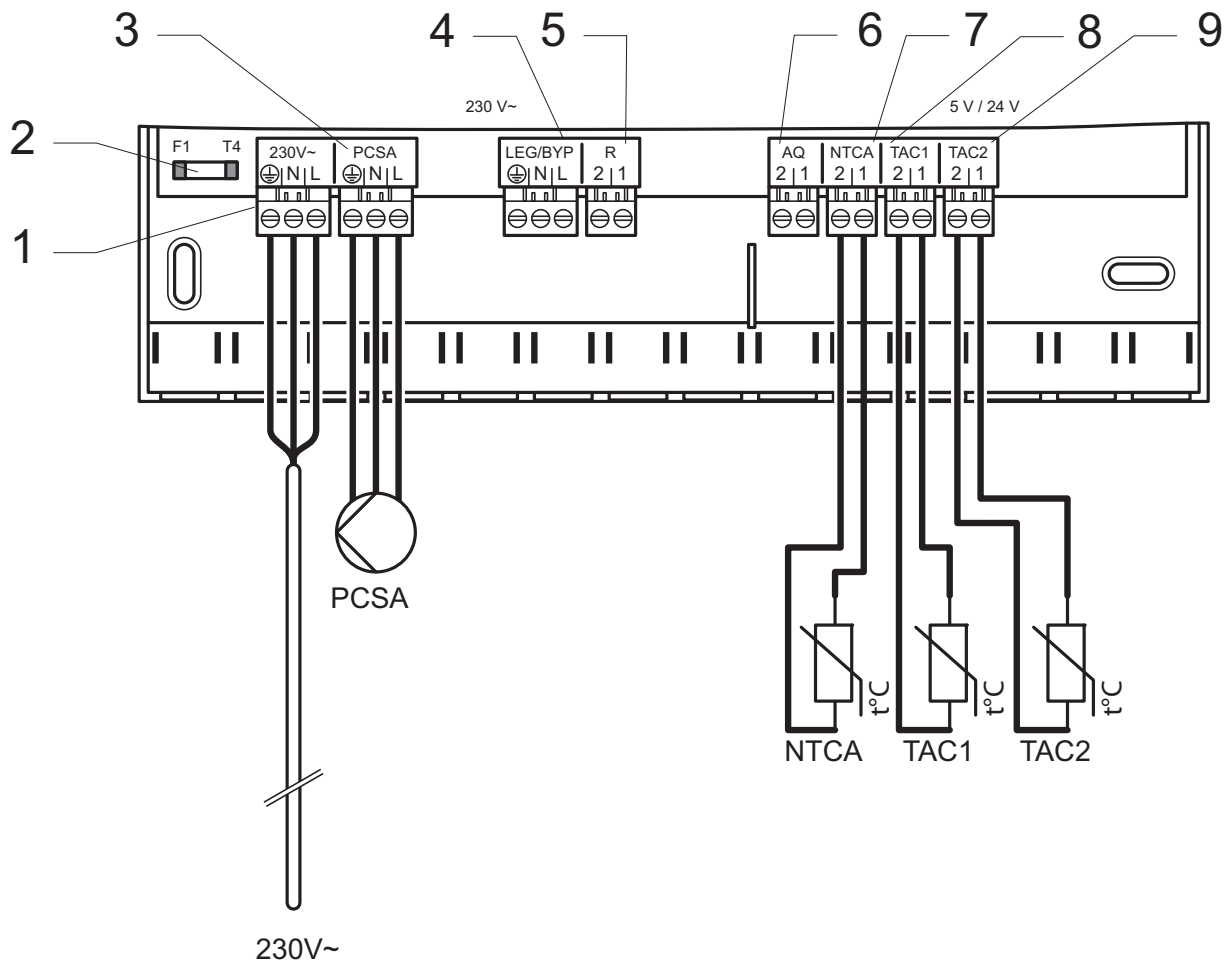 3 4 5 6 7 8 9
230 V~ 5 V / 24 V
2
F1 T4
230V~ PCSA LEG/BYP R AQ NTCA TAC1 TAC2
N L N L N L 2 1 2 1 2 1 2 1 2 1
1
PCSA
t°C t°C t°C
NTCA TAC1 TAC2
230V~